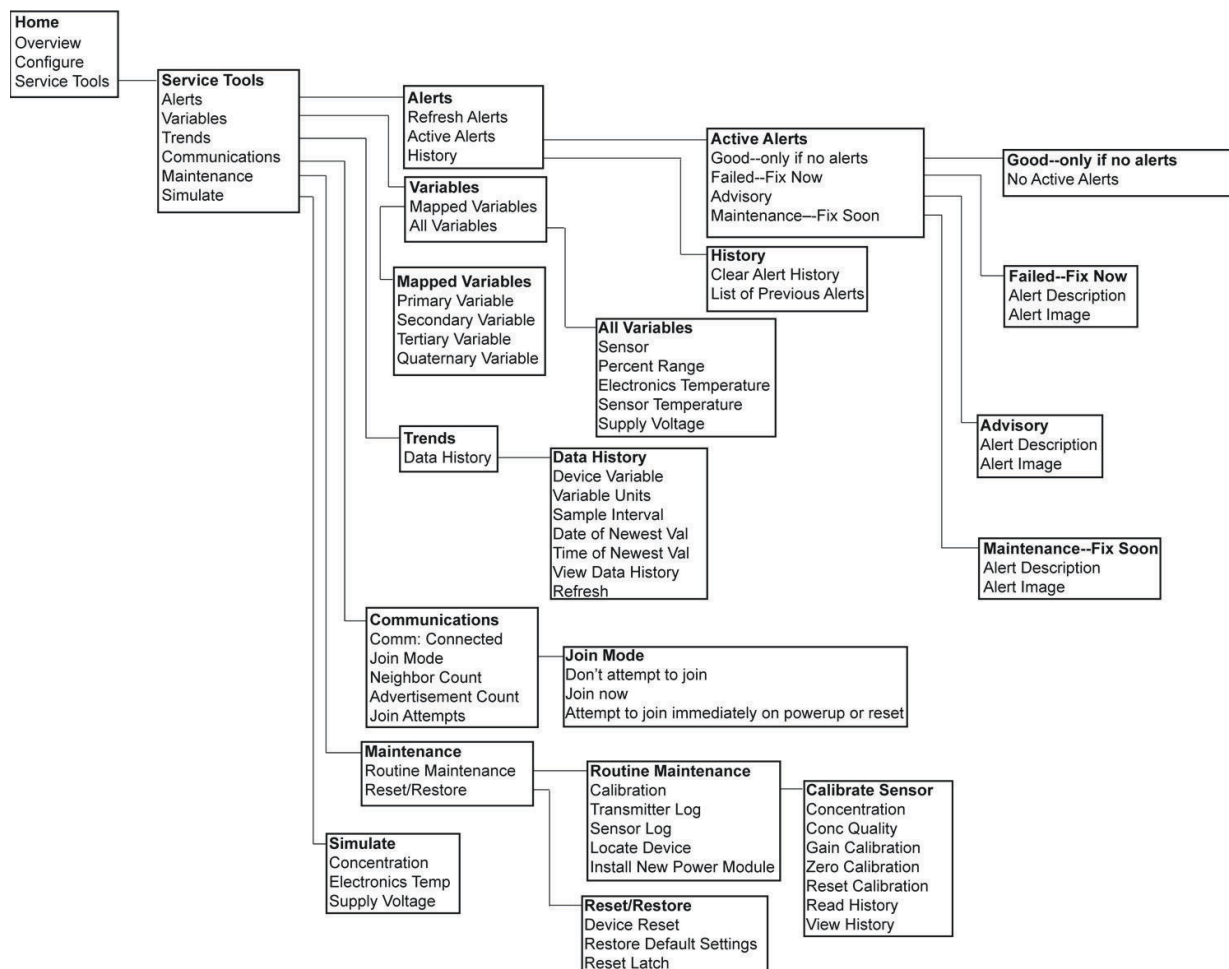 Home
Overview
Configure
Service Tools
Service Tools
Alerts
Variables
Trends
Communications
Maintenance
Simulate
Alerts
Refresh Alerts
Active Alerts
History
Active Alerts
Good--only if no alerts
Failed--Fix Now
Advisory
Maintenance–-Fix Soon
Good--only if no alerts
No Active Alerts
Variables
Mapped Variables
All Variables
History
Clear Alert History
List of Previous Alerts
Failed--Fix Now
Alert Description
Alert Image
Mapped Variables
Primary Variable
Secondary Variable
Tertiary Variable
Quaternary Variable
All Variables
Sensor
Percent Range
Electronics Temperature
Sensor Temperature
Supply Voltage
Advisory
Alert Description
Alert Image
Trends
Data History
Data History
Device Variable
Variable Units
Sample Interval
Date of Newest Val
Time of Newest Val
View Data History
Refresh
Maintenance--Fix Soon
Alert Description
Alert Image
Communications
Comm: Connected
Join Mode
Neighbor Count
Advertisement Count
Join Attempts
Join Mode
Don’t attempt to join
Join now
Attempt to join immediately on powerup or reset
Maintenance
Routine Maintenance
Reset/Restore
Routine Maintenance
Calibration
Transmitter Log
Sensor Log
Locate Device
Install New Power Module
Calibrate Sensor
Concentration
Conc Quality
Gain Calibration
Zero Calibration
Reset Calibration
Read History
View History
Simulate
Concentration
Electronics Temp
Supply Voltage
Reset/Restore
Device Reset
Restore Default Settings
Reset Latch